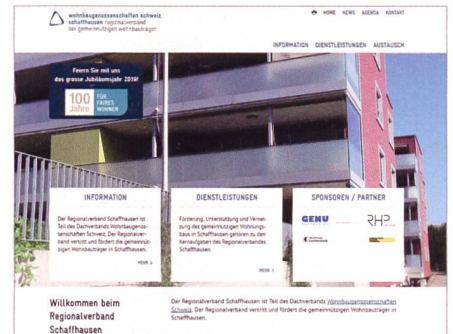 wohnbaugenossenschaften schweiz
schaffhausen regionalverband
der gemeinnützigen wohnbauträger
HOME NEWS AGENDA KONTAKT
INFORMATION DIENSTLEISTUNGEN AUSTAUSCH
Feiern Sie mit uns
das grosse Jubiläumsjahr 2019!
100
Jahre
FÜR
FAIRES
WOHNEN
INFORMATION
Der Regionalverband Schaffhausen ist
Teil des Dachverbands Wohnbaugenos-
senschaften Schweiz. Der Regionalver-
band vertritt und fördert die gemeinnüt-
zigen Wohnbauträger in Schaffhausen.
MEHR >
DIENSTLEISTUNGEN
Förderung, Unterstützung und Vernet-
zung des gemeinnützigen Wohnungs-
baus in Schaffhausen gehören zu den
Kernaufgaben des Regionalverbandes
Schaffhausen.
MEHR >
SPONSOREN / PARTNER
GENU
RHP
Willkommen beim
Regionalverband
Schaffhausen
Der Regionalverband Schaffhausen ist Teil des Dachverbands Wohnbaugenossenschaften
Schweiz. Der Regionalverband vertritt und fördert die gemeinnützigen Wohnbauträger in
Schaffhausen.